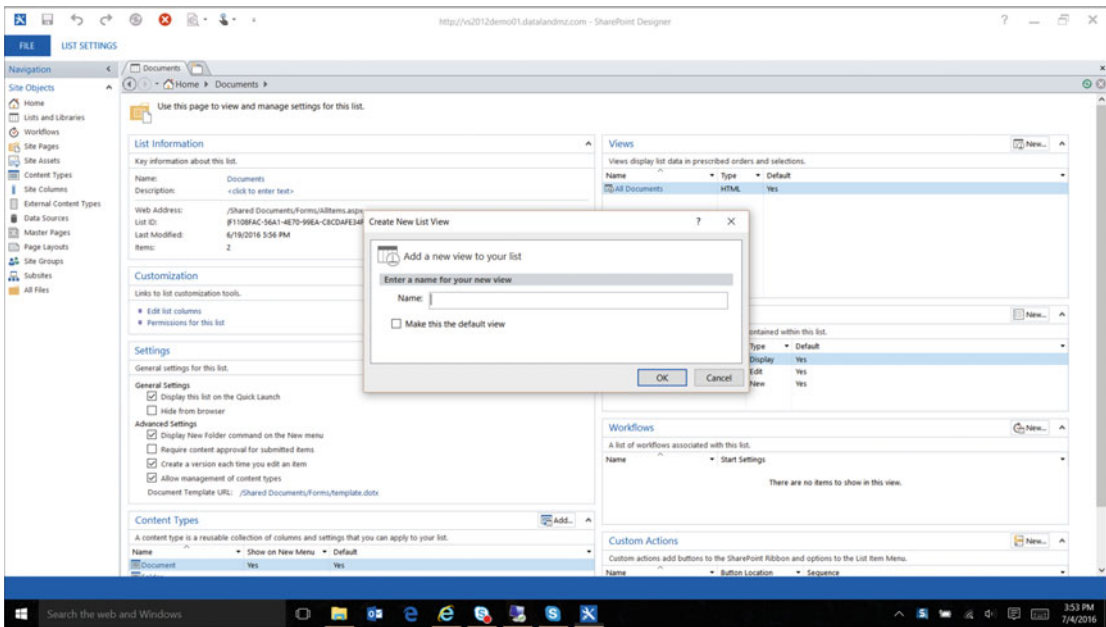 http://vs2012demo01.datalandmz.com - SharePoint Designer
FILE LIST SETTINGS
Navigation
Documents
Site Objects
Home Documents
Home
Lists and Libraries
Workflows
Site Pages
Site Assets
Content Types
Site Columns
External Content Types
Data Sources
Master Pages
Page Layouts
Site Groups
Subsites
All Files
Use this page to view and manage settings for this list.
List Information
Key information about this list.
Name: Documents
Description: <click to enter text>
Web Address: /Shared Documents/Forms/AllItems.aspx
List ID:
Last Modified: 6/19/2016 5:56 PM
Items: 2
Customization
Links to list customization tools.
Edit list columns
Permissions for this list
Settings
General settings for this list.
General Settings
Display this list on the Quick Launch
Hide from browser
Advanced Settings
Display New Folder command on the New menu
Require content approval for submitted items
Create a version each time you edit an item
Allow management of content types
Document Template URL: /Shared Documents/Forms/template.dotx
Content Types Add...
A content type is a reusable collection of columns and settings that you can apply to your list.
Name Show on New Menu Default
Document Yes Yes
Create New List View ? X
Add a new view to your list
Enter a name for your new view
Name:
Make this the default view
OK Cancel
Views New...
Views display list data in prescribed orders and selections.
Name Type Default
All Documents HTML Yes
New...
ontained within this list.
Type Default
Display Yes
Edit Yes
New Yes
Workflows New...
A list of workflows associated with this list.
Name Start Settings
There are no items to show in this view.
Custom Actions New...
Custom actions add buttons to the SharePoint Ribbon and options to the List Item Menu.
Name Button Location Sequence
Search the web and Windows
3:53 PM
7/4/2016